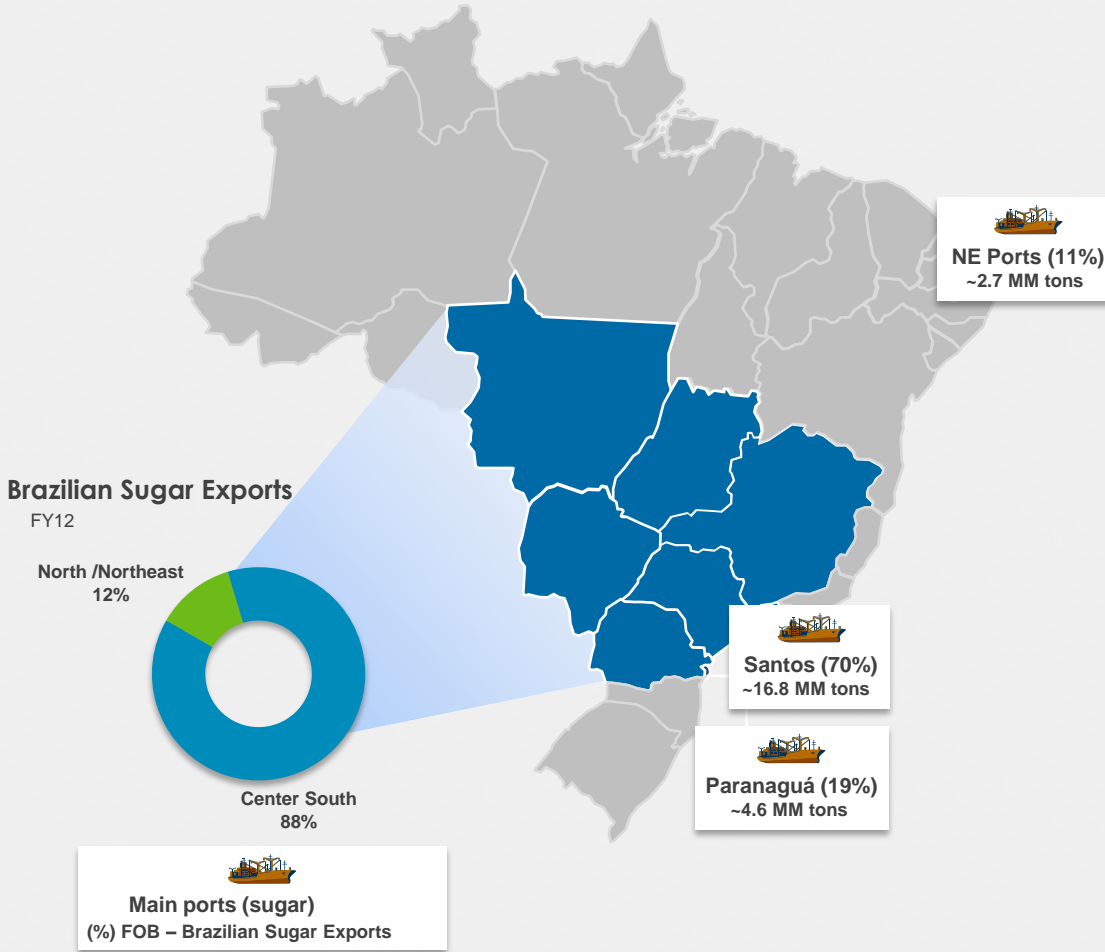 NE Ports (11%)
~2.7 MM tons
Brazilian Sugar Exports
FY12
North /Northeast
12%
Santos (70%)
~16.8 MM tons
Paranaguá (19%)
~4.6 MM tons
Center South
88%
Main ports (sugar)
(%) FOB – Brazilian Sugar Exports